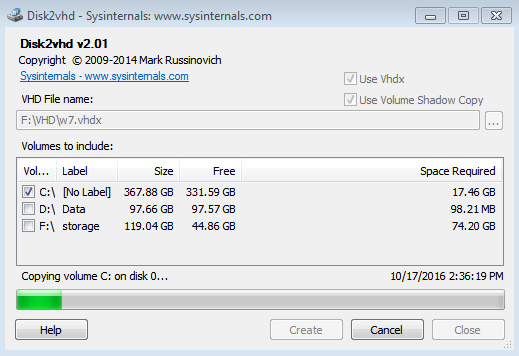 Disk2vhd - Sysinternals: www.sysinternals.com
Disk2vhd v2.01
Copyright © 2009-2014 Mark Russinovich
Sysinternals - www.sysinternals.com
Use Vhdx
VHD File name:
Use Volume Shadow Copy
F:\VHD\w7.vhdx
...
Volumes to include:
Vol... Label Size Free Space Required
C:\ [No Label] 367.88 GB 331.59 GB 17.46 GB
D:\ Data 97.66 GB 97.57 GB 98.21 MB
F:\ storage 119.04 GB 44.86 GB 74.20 GB
Copying volume C: on disk 0... 10/17/2016 2:36:19 PM
Help Create Cancel Close